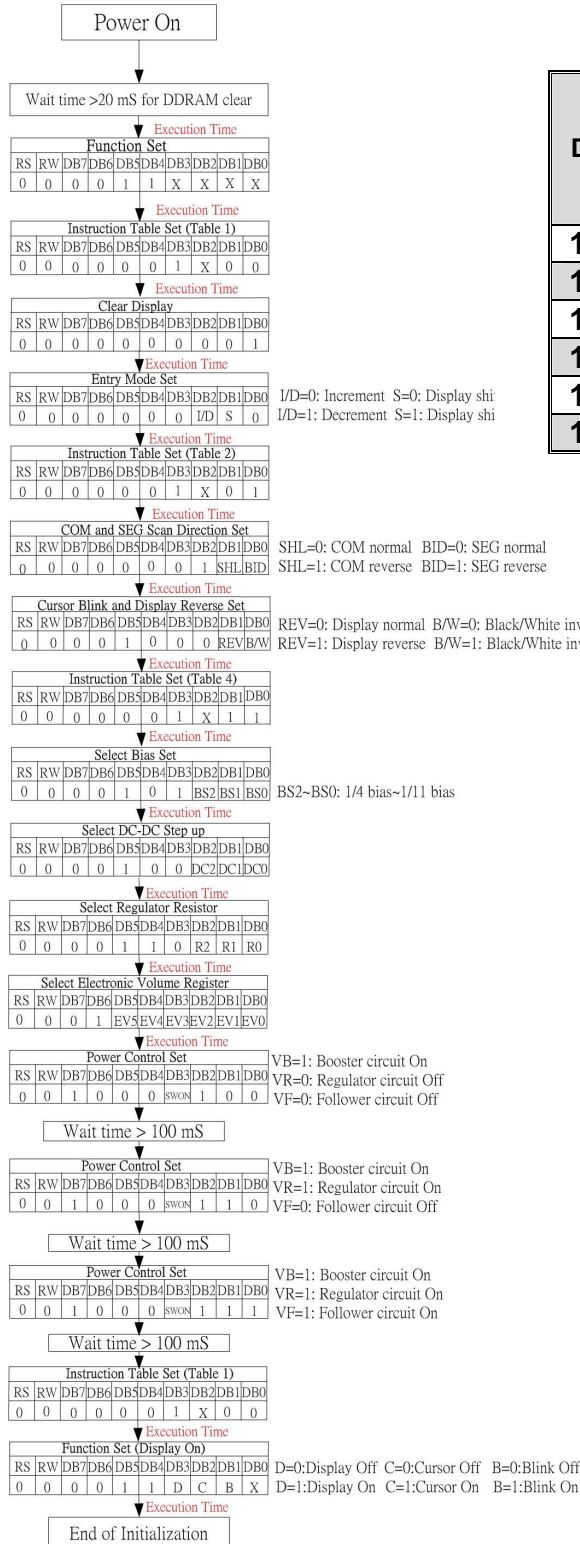 Power On
Wait time >20 mS for DDRAM clear
Execution Time
Function Set
RS RW DB7 DB6 DB5 DB4 DB3 DB2 DB1 DB0
0 0 0 0 1 1 X X X X
Execution Time
Instruction Table Set (Table 1)
RS RW DB7 DB6 DB5 DB4 DB3 DB2 DB1 DB0
0 0 0 0 0 0 1 X 0 0
Execution Time
Clear Display
RS RW DB7 DB6 DB5 DB4 DB3 DB2 DB1 DB0
0 0 0 0 0 0 0 0 0 1
Execution Time
Entry Mode Set
RS RW DB7 DB6 DB5 DB4 DB3 DB2 DB1 DB0 I/D=0: Increment S=0: Display shi
0 0 0 0 0 0 0 I/D S 0 I/D=1: Decrement S=1: Display shi
Execution Time
Instruction Table Set (Table 2)
RS RW DB7 DB6 DB5 DB4 DB3 DB2 DB1 DB0
0 0 0 0 0 0 1 X 0 1
Execution Time
COM and SEG Scan Direction Set
RS RW DB7 DB6 DB5 DB4 DB3 DB2 DB1 DB0 SHL=0: COM normal BID=0: SEG normal
0 0 0 0 0 0 0 1 SHL BID SHL=1: COM reverse BID=1: SEG reverse
Execution Time
Cursor Blink and Display Reverse Set
RS RW DB7 DB6 DB5 DB4 DB3 DB2 DB1 DB0 REV=0: Display normal B/W=0: Black/White inv
0 0 0 0 1 0 0 0 REV B/W REV=1: Display reverse B/W=1: Black/White inv
Execution Time
Instruction Table Set (Table 4)
RS RW DB7 DB6 DB5 DB4 DB3 DB2 DB1 DB0
0 0 0 0 0 0 1 X 1 1
Execution Time
Select Bias Set
RS RW DB7 DB6 DB5 DB4 DB3 DB2 DB1 DB0
0 0 0 0 1 0 1 BS2 BS1 BS0 BS2~BS0: 1/4 bias~1/11 bias
Execution Time
Select DC-DC Step up
RS RW DB7 DB6 DB5 DB4 DB3 DB2 DB1 DB0
0 0 0 0 1 0 0 DC2 DC1 DC0
Execution Time
Select Regulator Resistor
RS RW DB7 DB6 DB5 DB4 DB3 DB2 DB1 DB0
0 0 0 0 1 1 0 R2 R1 R0
Execution Time
Select Electronic Volume Register
RS RW DB7 DB6 DB5 DB4 DB3 DB2 DB1 DB0
0 0 0 1 EV5 EV4 EV3 EV2 EV1 EV0
Execution Time
Power Control Set VB=1: Booster circuit On
RS RW DB7 DB6 DB5 DB4 DB3 DB2 DB1 DB0 VR=0: Regulator circuit Off
0 0 1 0 0 0 SWON 1 0 0 VF=0: Follower circuit Off
Wait time > 100 mS
Power Control Set VB=1: Booster circuit On
RS RW DB7 DB6 DB5 DB4 DB3 DB2 DB1 DB0 VR=1: Regulator circuit On
0 0 1 0 0 0 SWON 1 1 0 VF=0: Follower circuit Off
Wait time > 100 mS
Power Control Set VB=1: Booster circuit On
RS RW DB7 DB6 DB5 DB4 DB3 DB2 DB1 DB0 VR=1: Regulator circuit On
0 0 1 0 0 0 SWON 1 1 1 VF=1: Follower circuit On
Wait time > 100 mS
Instruction Table Set (Table 1)
RS RW DB7 DB6 DB5 DB4 DB3 DB2 DB1 DB0
0 0 0 0 0 0 1 X 0 0
Execution Time
Function Set (Display On)
RS RW DB7 DB6 DB5 DB4 DB3 DB2 DB1 DB0 D=0:Display Off C=0:Cursor Off B=0:Blink Off
0 0 0 0 1 1 D C B X D=1:Display On C=1:Cursor On B=1:Blink On
Execution Time
End of Initialization
1
1
1
1
1
1